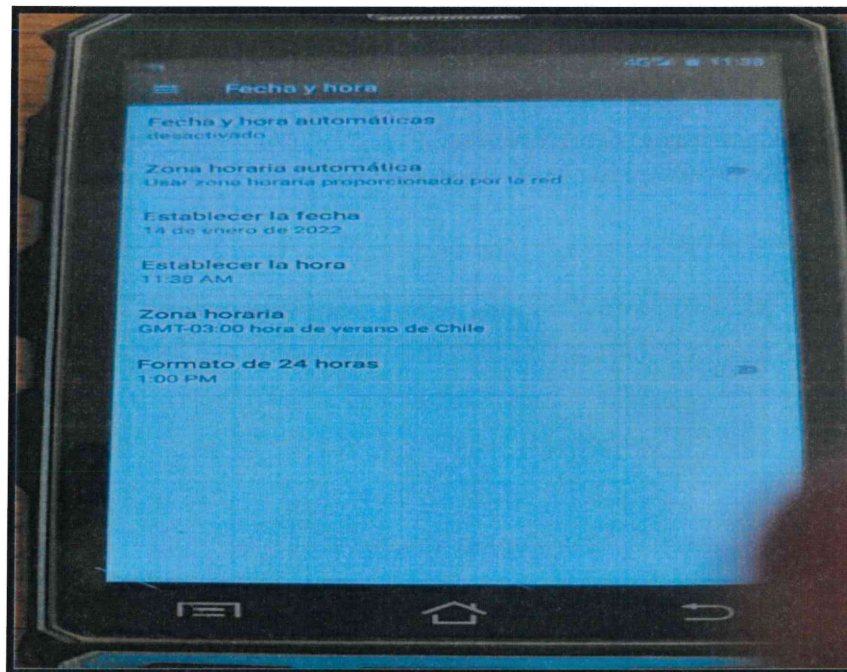 4G 11:38
Fecha y hora
Fecha y hora automáticas
desactivado
Zona horaria automática
Usar zona horaria proporcionada por la red
Establecer la fecha
14 de enero de 2022
Establecer la hora
11:38 AM
Zona horaria
GMT-03:00 hora de verano de Chile
Formato de 24 horas
1:00 PM